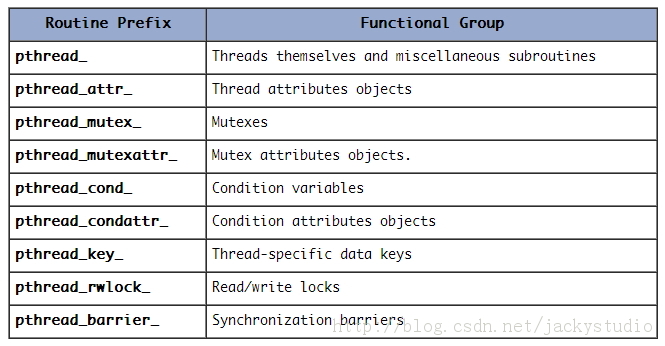 Routine Prefix Functional Group
pthread_ Threads themselves and miscellaneous subroutines
pthread_attr_ Thread attributes objects
pthread_mutex_ Mutexes
pthread_mutexattr_ Mutex attributes objects.
pthread_cond_ Condition variables
pthread_condattr_ Condition attributes objects
pthread_key_ Thread-specific data keys
pthread_rwlock_ Read/write locks
pthread_barrier_ Synchronization barriers
http://blog.csdn.net/jackystudio